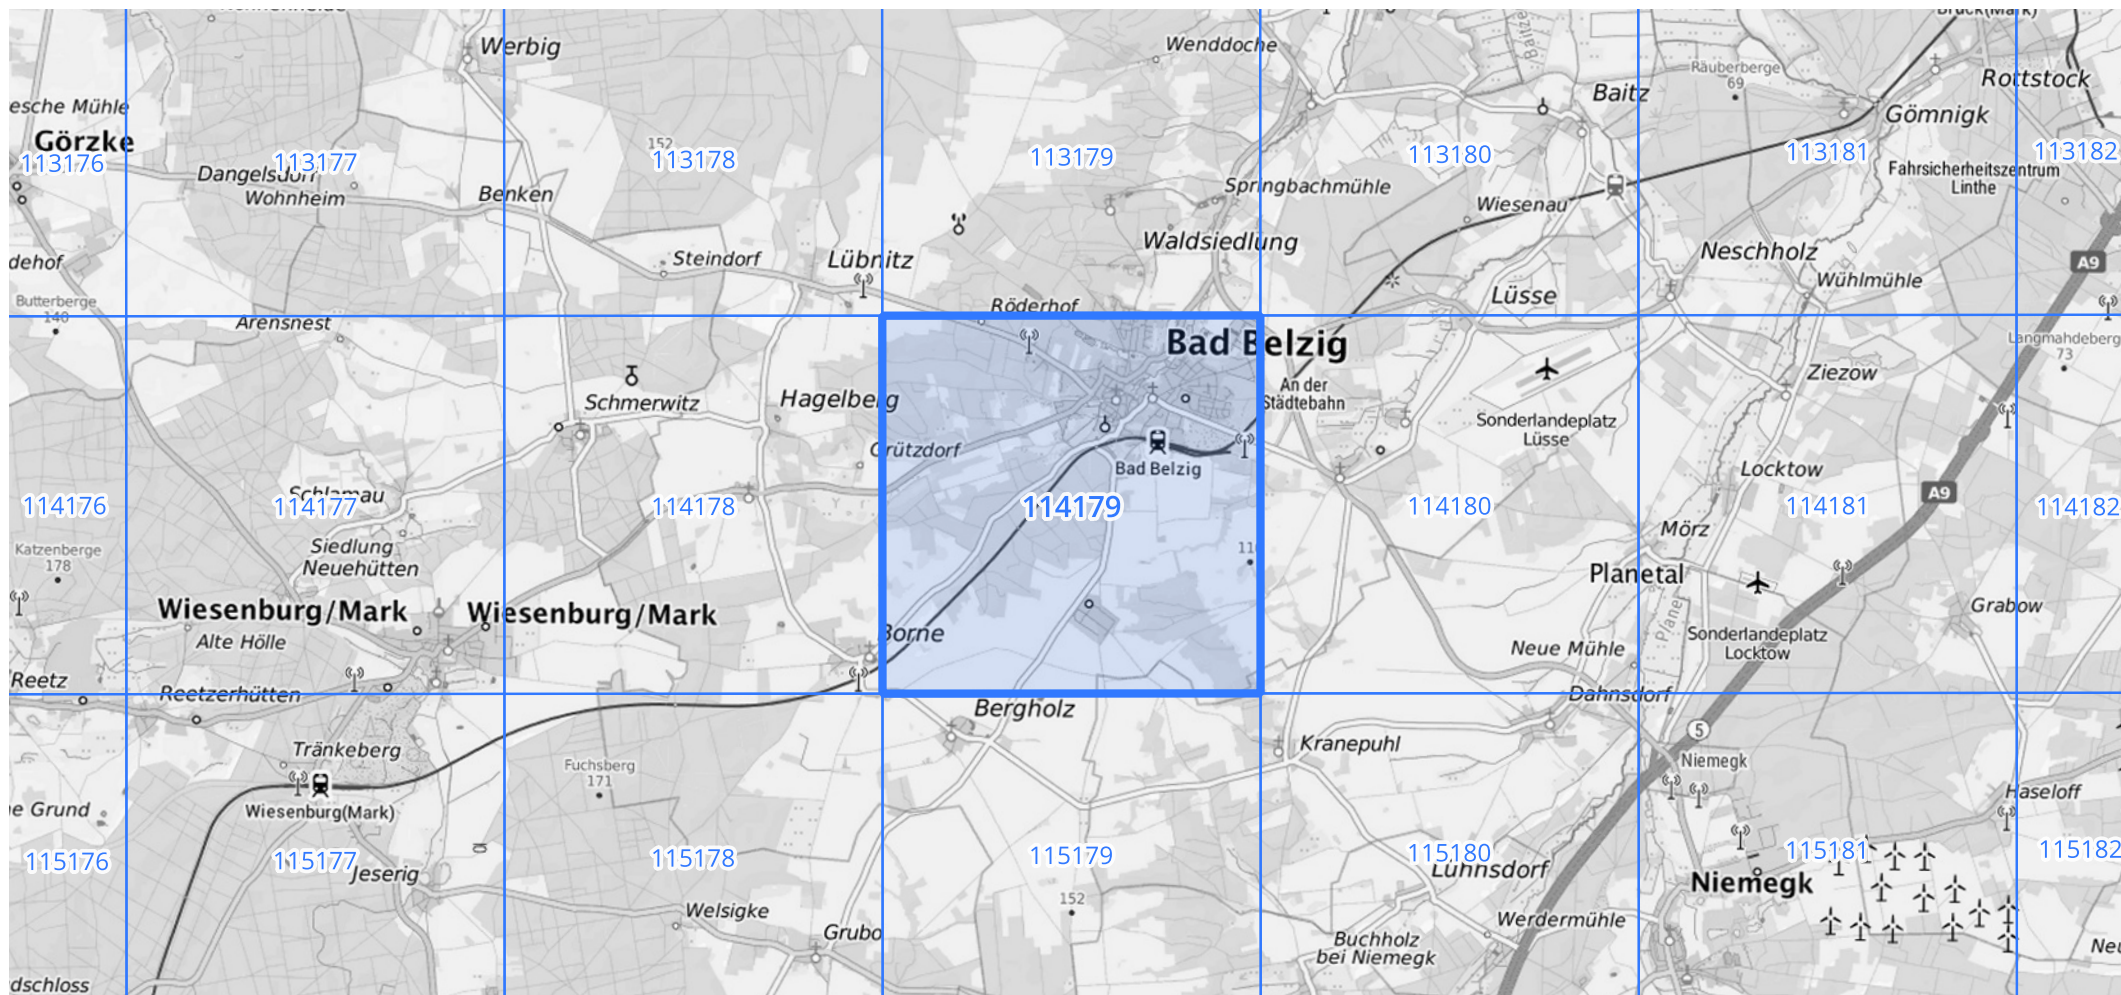 Werbig
Wenddoche
Bruck(Mark)
Räuberberge
69
Baitz
Rottstock
esche Mühle
Görzke
Gömnigk
113176
113177
152
113178
113179
113180
113181
113182
Dangelsdorf
Wohnheim
Benken
Springbachmühle
Wiesenau
Fahrsicherheitszentrum
Linthe
Waldsiedlung
Neschholz
dehof
Steindorf
Lübnitz
A9
Wühlmühle
Butterberge
140
Röderhof
Lüsse
Arensnest
Bad Belzig
Langmahdeberg
73
Ziezow
An der
Städtebahn
Schmerwitz
Hagelberg
Sonderlandeplatz
Lüsse
Grützdorf
Bad Belzig
Locktow
Schlamau
A9
114176
114177
114178
114179
114180
114181
114182
Mörz
Katzenberge
178
Siedlung
Neuehütten
Planetal
Plane
Wiesenburg/Mark
Wiesenburg/Mark
Alte Hölle
Borne
Neue Mühle
Sonderlandeplatz
Locktow
Grabow
Reetz
Reetzerhütten
Dahnsdorf
Bergholz
5
Niemegk
Tränkeberg
Kranepuhl
Fuchsberg
171
Haseloff
e Grund
Wiesenburg(Mark)
115176
115177
115178
115179
115180
115181
115182
Jeserig
Lühnsdorf
Niemegk
Welsigke
152
Werdermühle
Grubo
Buchholz
bei Niemegk
Neu
dschloss